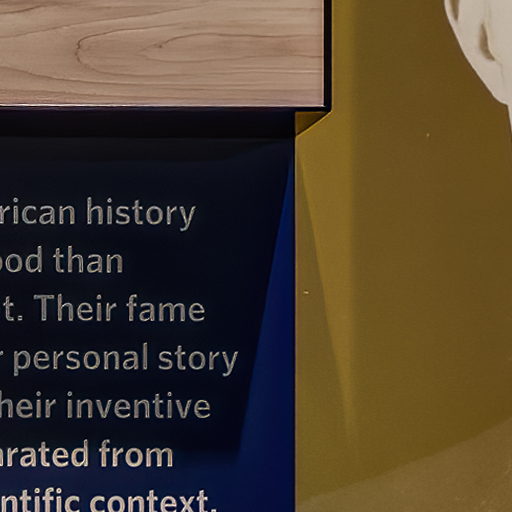 rican history
ood than
t. Their fame
r personal story
heir inventive
arated from
ntific context.